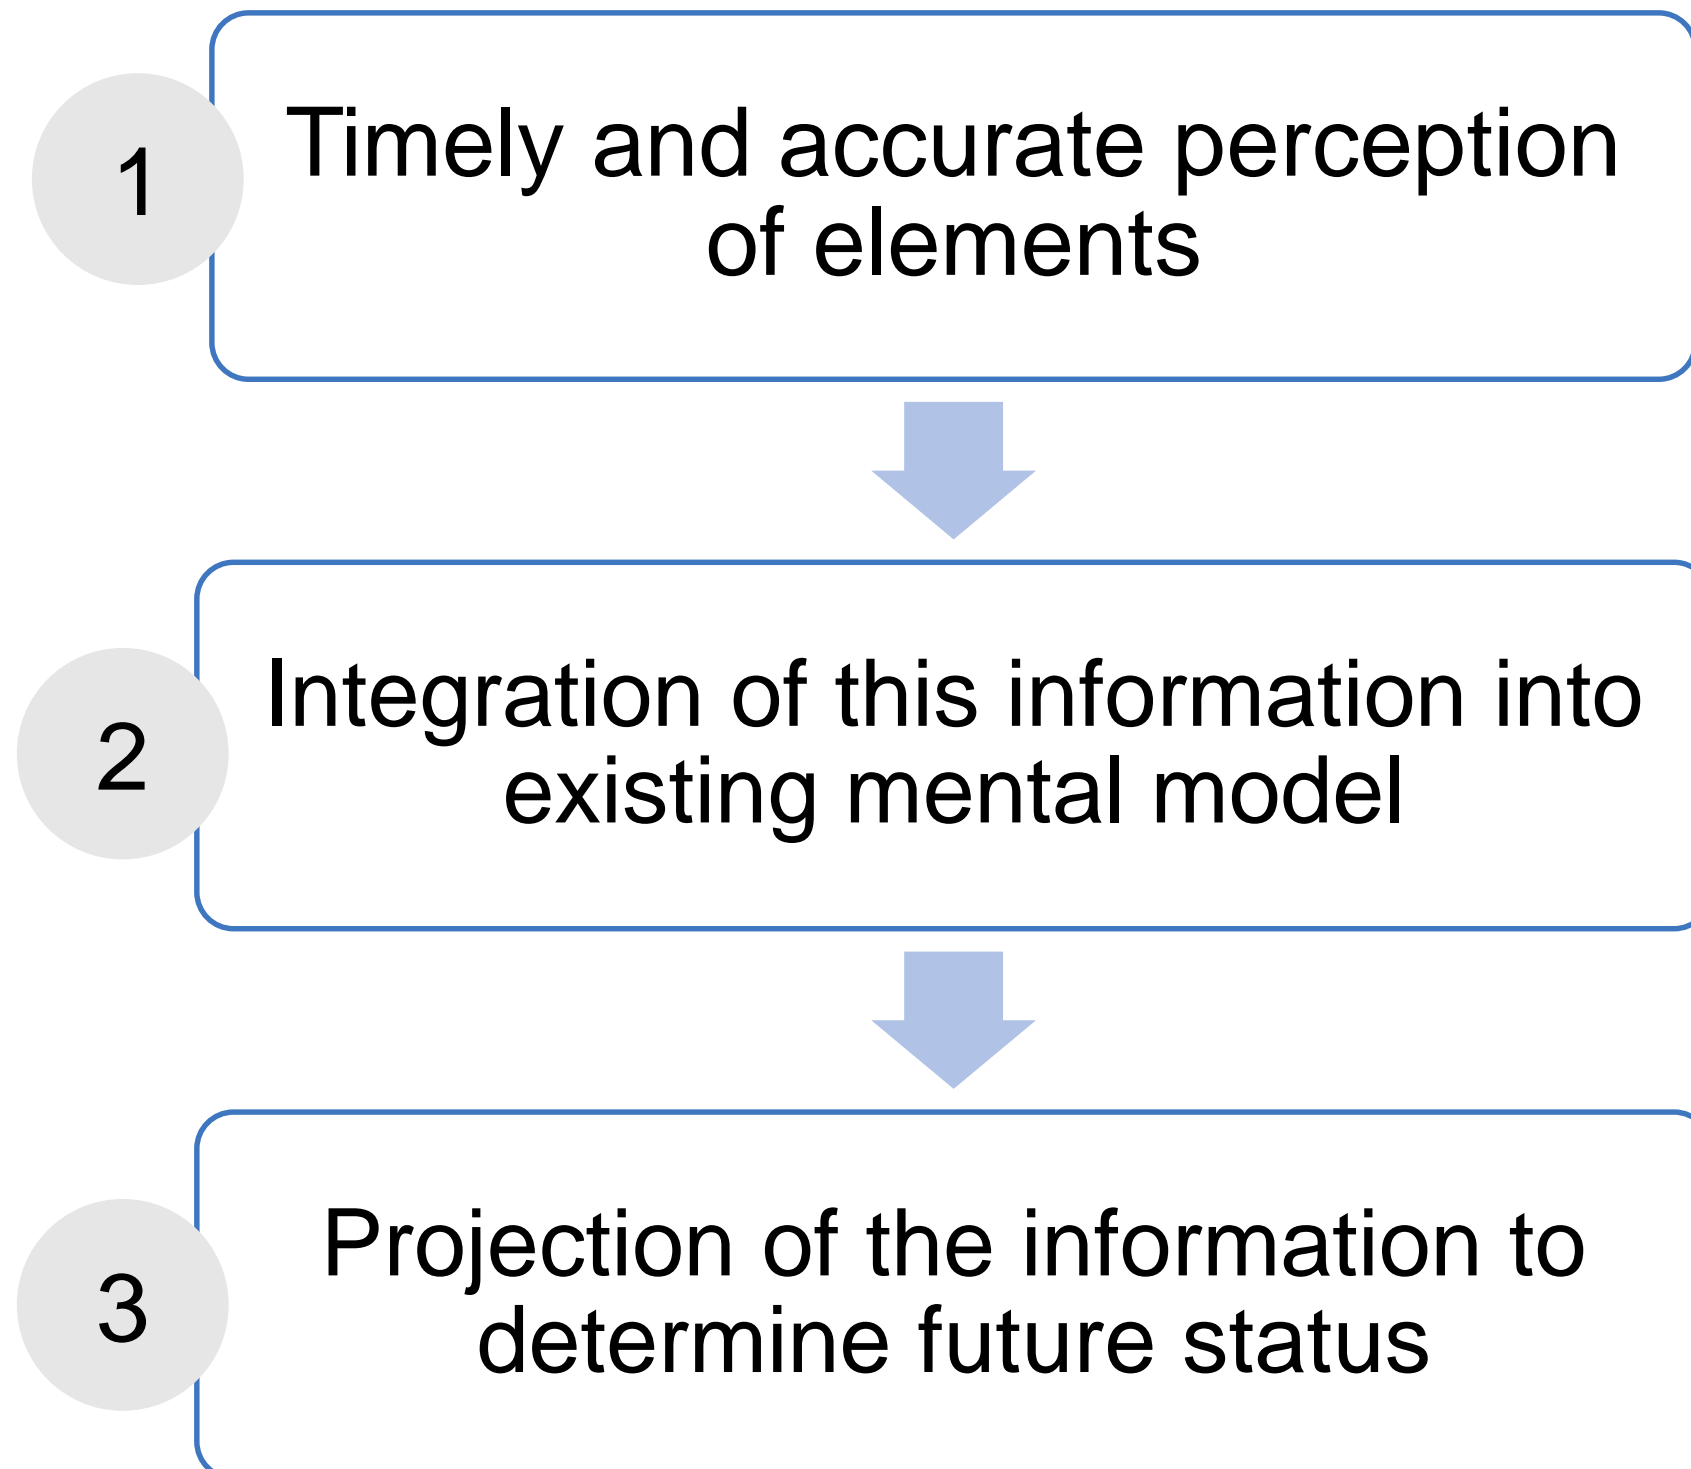 1
Timely and accurate perception
of elements
2
Integration of this information into
existing mental model
3
Projection of the information to
determine future status